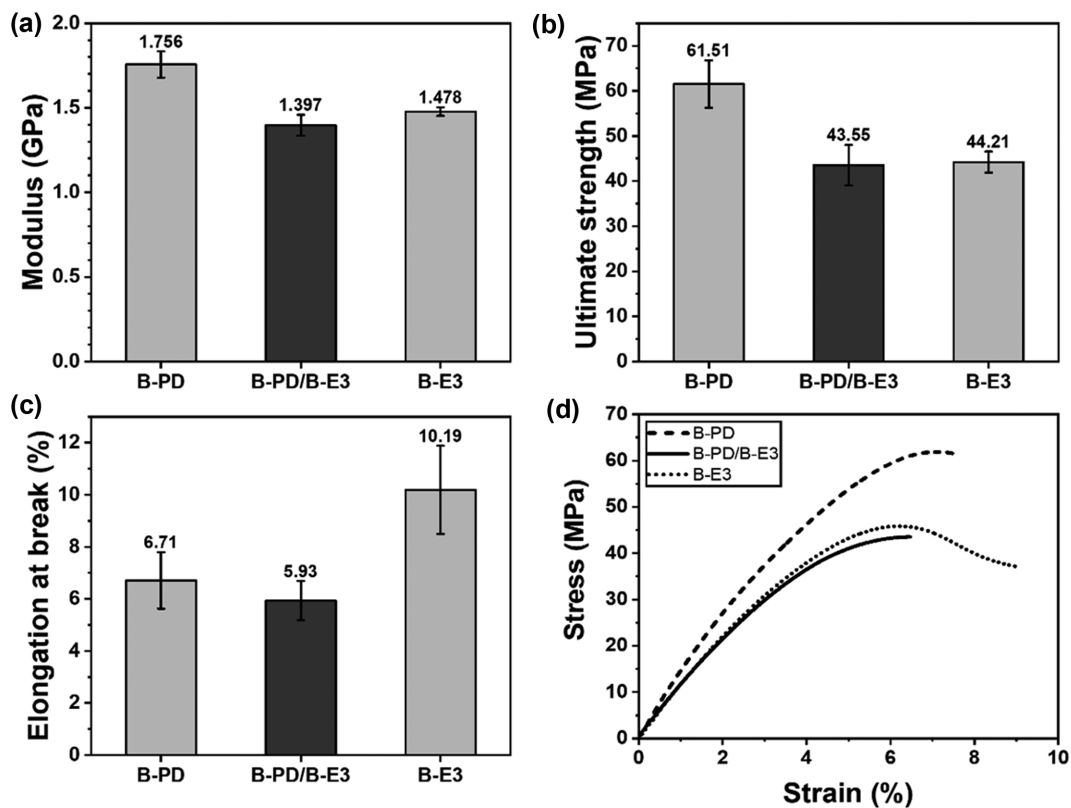 (a)
Modulus (GPa)
2.0
1.5
1.0
0.5
0.0
1.756
1.397
1.478
B-PD
B-PD/B-E3
B-E3
(b)
Ultimate strength (MPa)
70
60
50
40
30
20
10
0
61.51
43.55
44.21
B-PD
B-PD/B-E3
B-E3
(c)
Elongation at break (%)
12
10
8
6
4
2
0
6.71
5.93
10.19
B-PD
B-PD/B-E3
B-E3
(d)
Stress (MPa)
70
60
50
40
30
20
10
0
B-PD
B-PD/B-E3
B-E3
0 2 4 6 8 10
Strain (%)